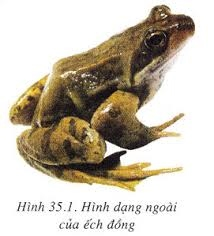 Hình 35.1. Hình dạng ngoài
của ếch đồng